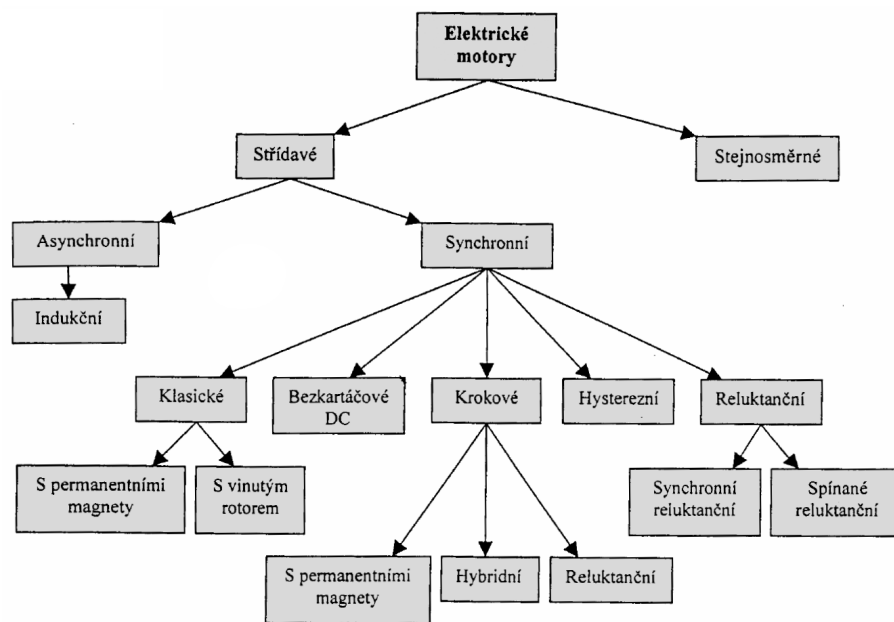 Elektrické
motory
Střídavé
Stejnosměrné
Asynchronní
Synchronní
Indukční
Klasické
Bezkartáčové
DC
Krokové
Hysterezní
Reluktanční
S permanentními
magnety
S vinutým
rotorem
Synchronní
reluktanční
Spínané
reluktanční
S permanentními
magnety
Hybridní
Reluktanční